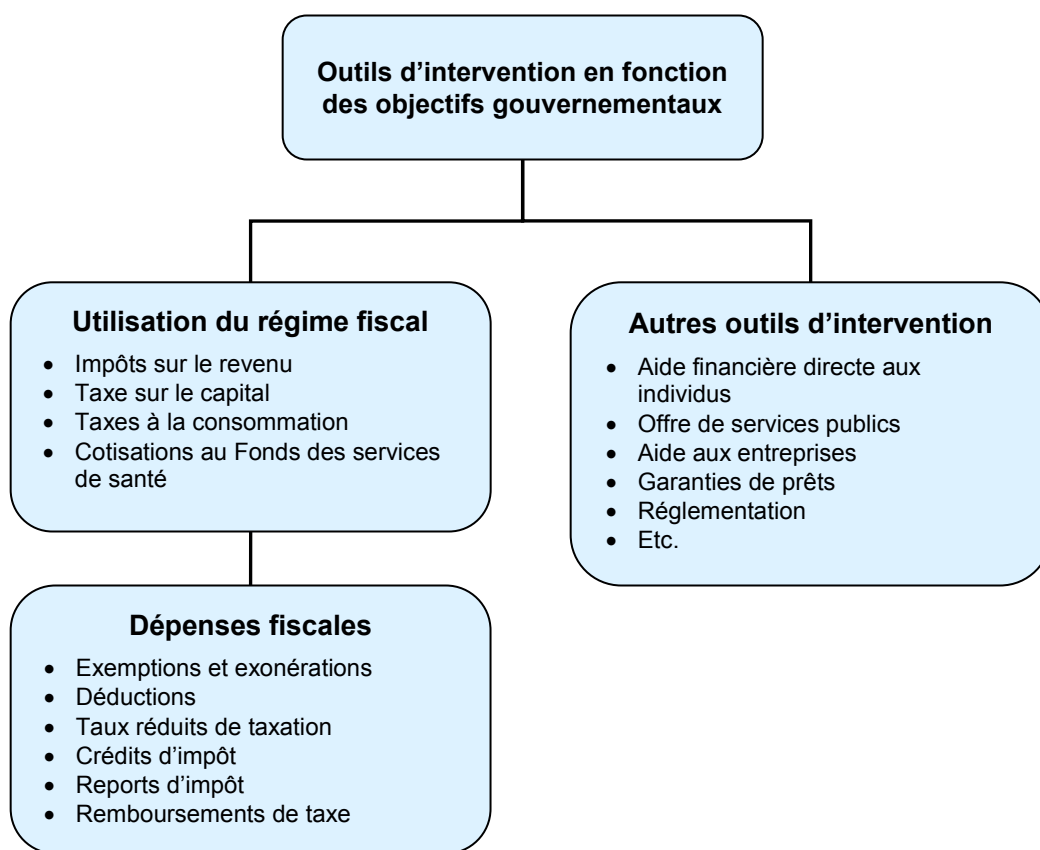 Outils d’intervention en fonction
des objectifs gouvernementaux
Utilisation du régime fiscal
• Impôts sur le revenu
• Taxe sur le capital
• Taxes à la consommation
• Cotisations au Fonds des services
de santé
Autres outils d’intervention
• Aide financière directe aux
individus
• Offre de services publics
• Aide aux entreprises
• Garanties de prêts
• Réglementation
• Etc.
Dépenses fiscales
• Exemptions et exonérations
• Déductions
• Taux réduits de taxation
• Crédits d’impôt
• Reports d’impôt
• Remboursements de taxe